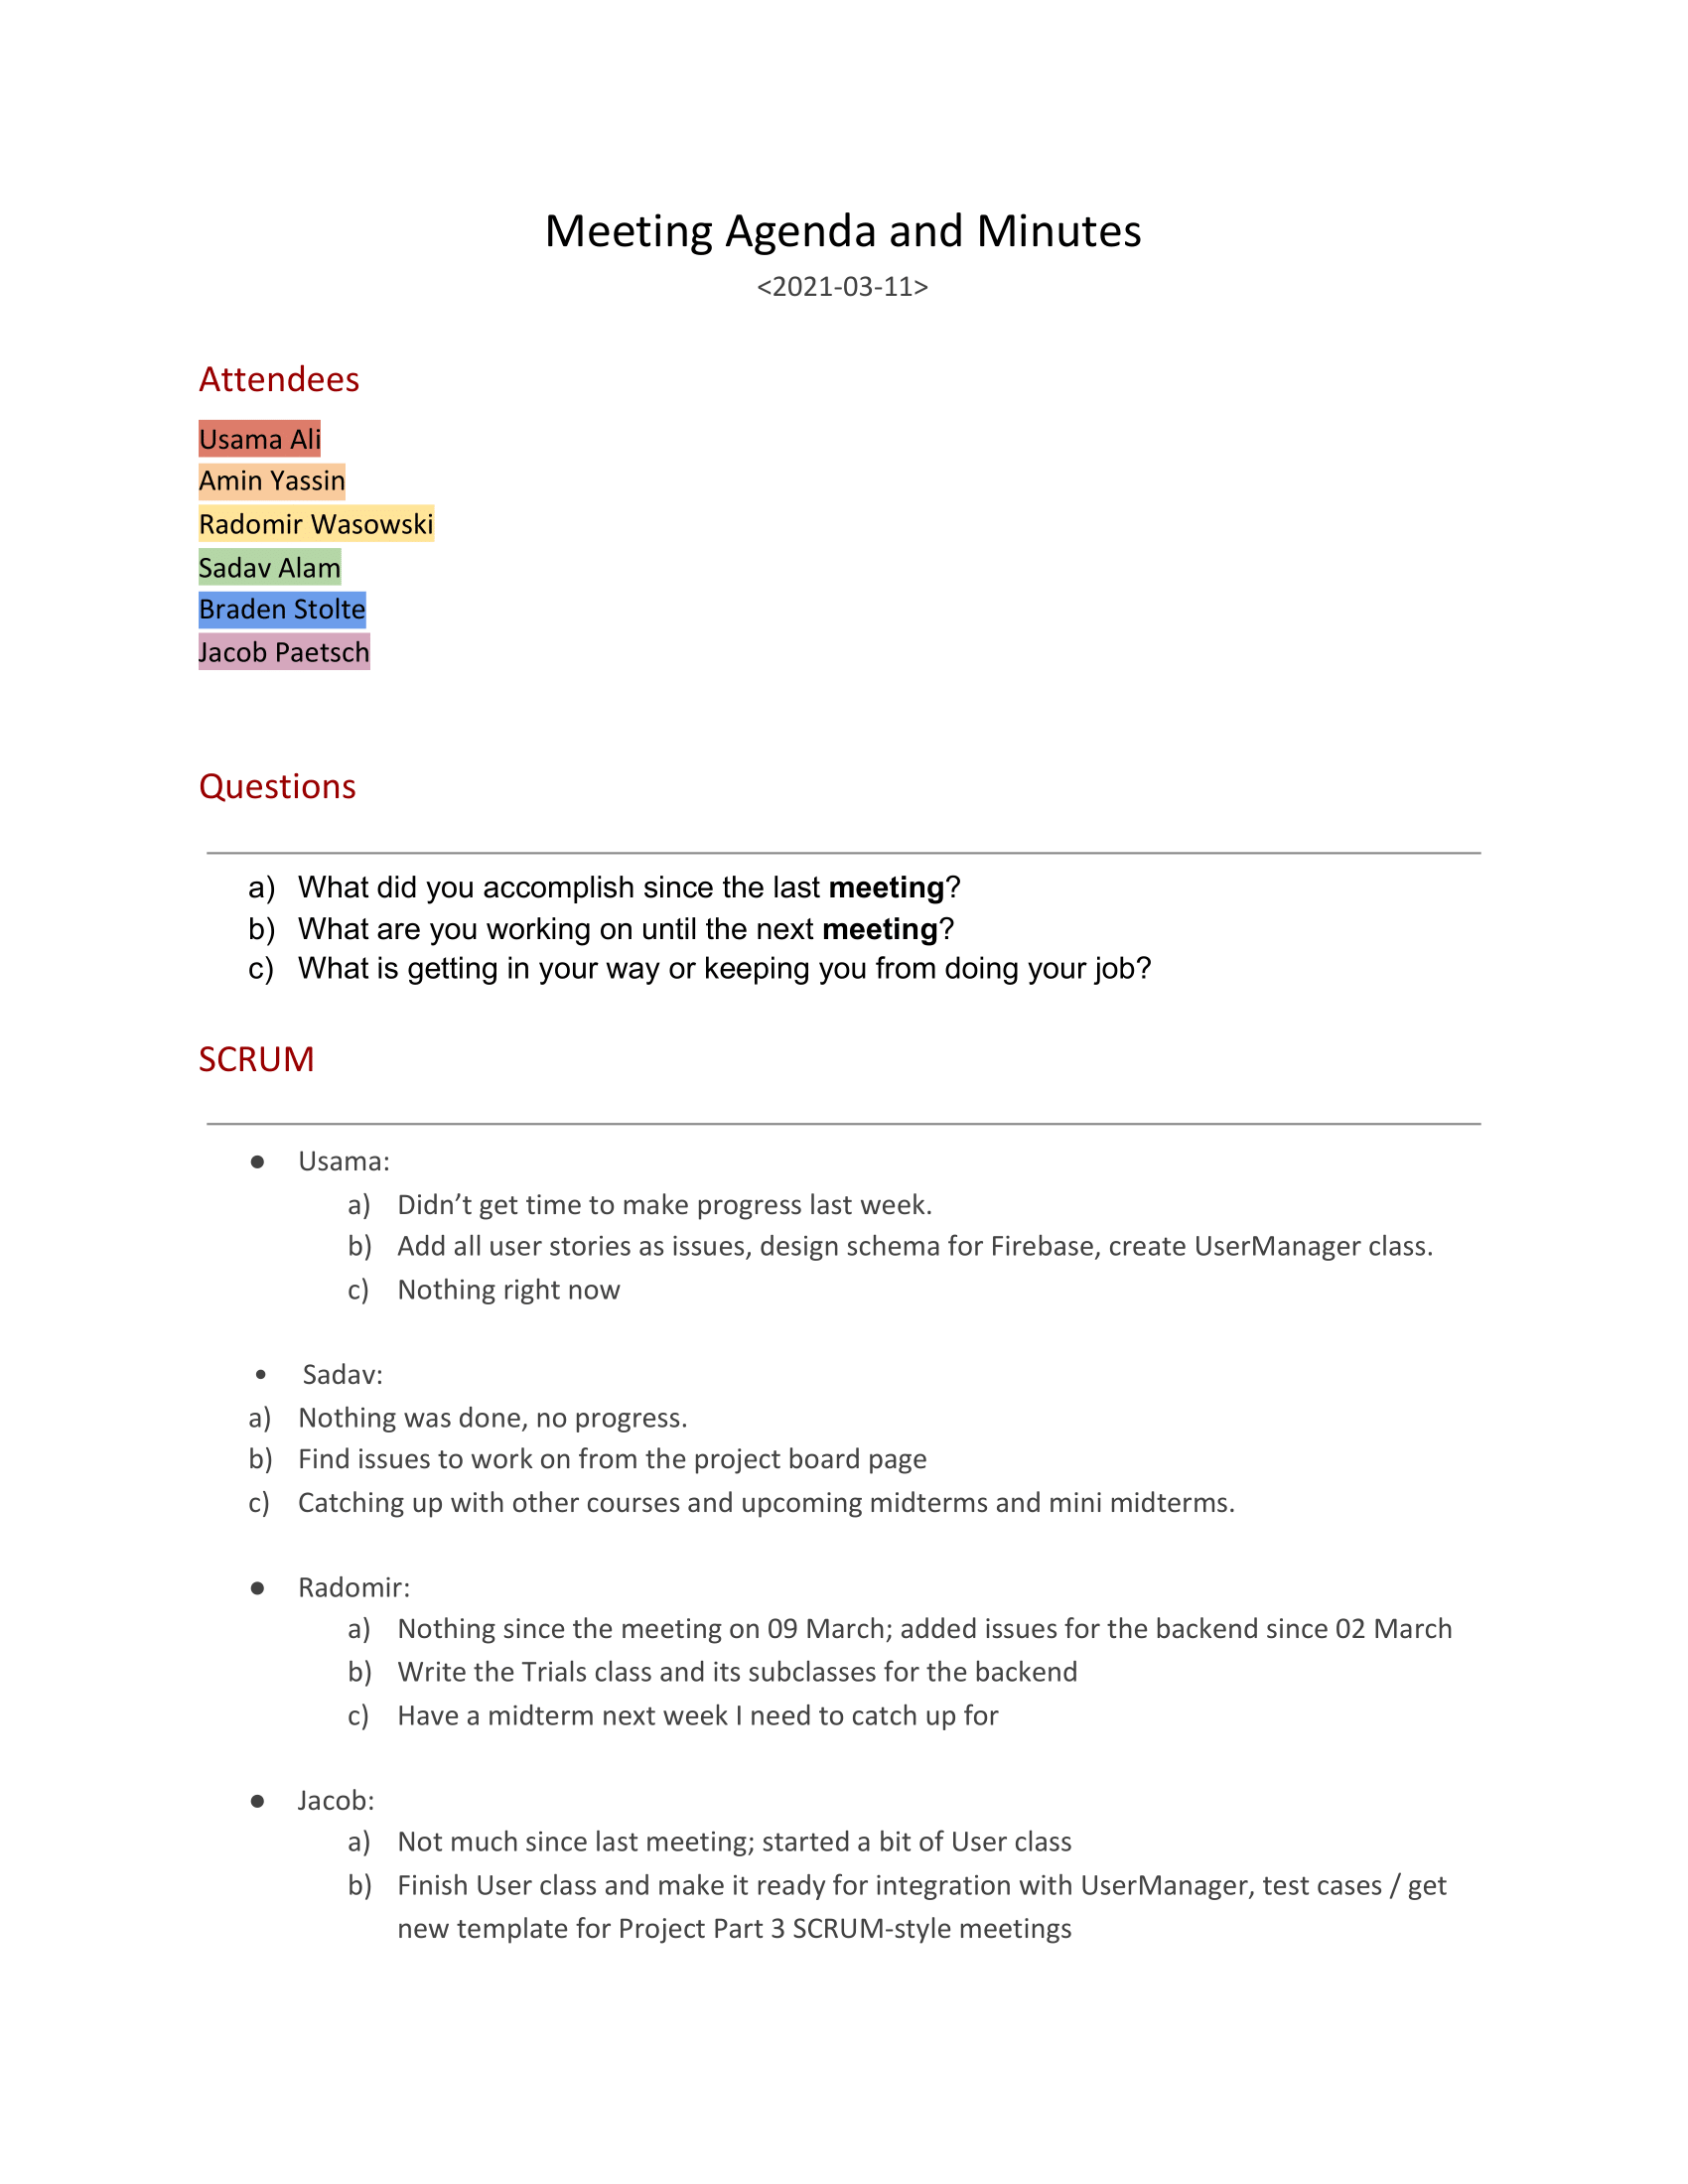 Meeting Agenda and Minutes
<2021-03-11>
Attendees
Usama Ali
Amin Yassin
Radomir Wasowski
Sadav Alam
Braden Stolte
Jacob Paetsch
Questions
a) What did you accomplish since the last meeting?
b) What are you working on until the next meeting?
c) What is getting in your way or keeping you from doing your job?
SCRUM
● Usama:
a) Didn’t get time to make progress last week.
b) Add all user stories as issues, design schema for Firebase, create UserManager class.
c) Nothing right now
• Sadav:
a) Nothing was done, no progress.
b) Find issues to work on from the project board page
c) Catching up with other courses and upcoming midterms and mini midterms.
● Radomir:
a) Nothing since the meeting on 09 March; added issues for the backend since 02 March
b) Write the Trials class and its subclasses for the backend
c) Have a midterm next week I need to catch up for
● Jacob:
a) Not much since last meeting; started a bit of User class
b) Finish User class and make it ready for integration with UserManager, test cases / get
new template for Project Part 3 SCRUM-style meetings